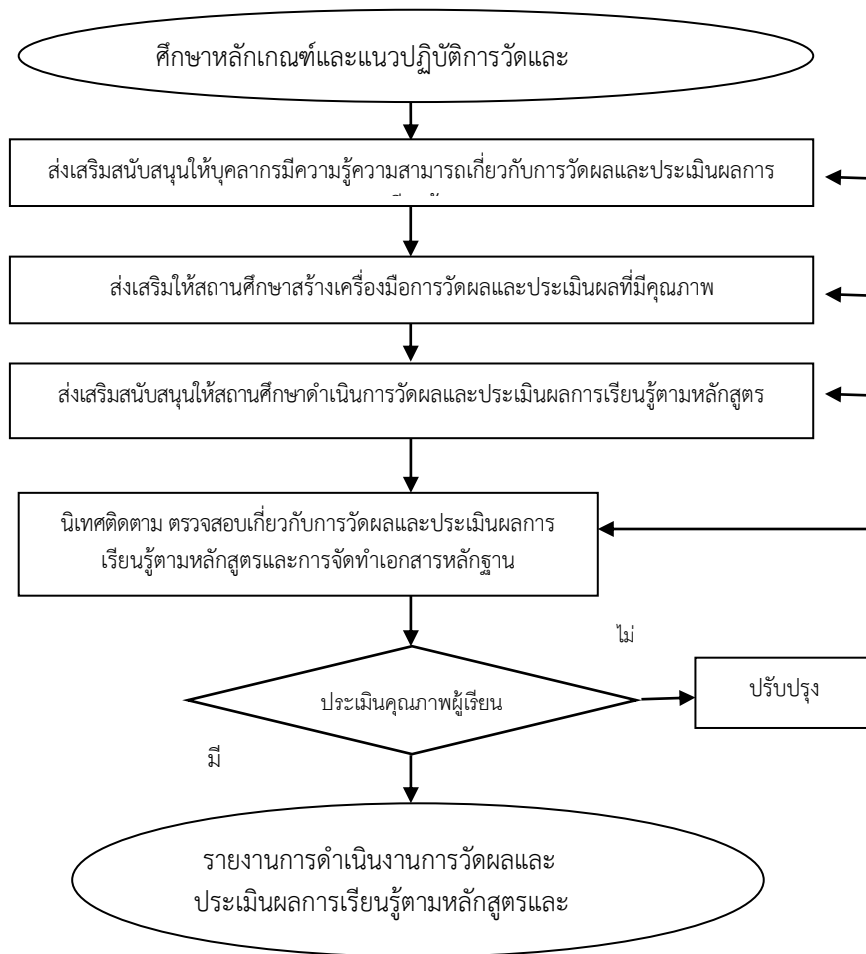 ศึกษาหลักเกณฑ์และแนวปฏิบัติการวัดและ
ส่งเสริมสนับสนุนให้บุคลากรมีความรู้ความสามารถเกี่ยวกับการวัดผลและประเมินผลการ
ส่งเสริมให้สถานศึกษาสร้างเครื่องมือการวัดผลและประเมินผลที่มีคุณภาพ
ส่งเสริมสนับสนุนให้สถานศึกษาดำเนินการวัดผลและประเมินผลการเรียนรู้ตามหลักสูตร
นิเทศติดตาม ตรวจสอบเกี่ยวกับการวัดผลและประเมินผลการ
เรียนรู้ตามหลักสูตรและการจัดทำเอกสารหลักฐาน
ไม่
ประเมินคุณภาพผู้เรียน
ปรับปรุง
มี
รายงานการดำเนินงานการวัดผลและ
ประเมินผลการเรียนรู้ตามหลักสูตรและ